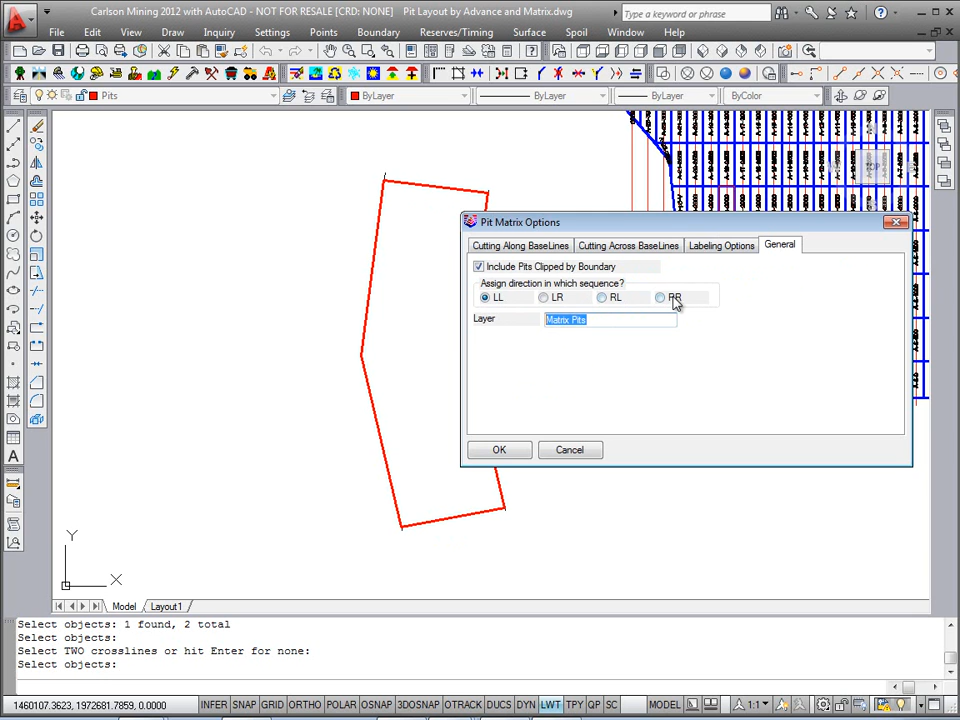 Carlson Mining 2012 with AutoCAD - NOT FOR RESALE [CRD: NONE] Pit Layout by Advance and Matrix.dwg
Type a keyword or phrase
File Edit View Draw Inquiry Settings Points Boundary Reserves/Timing Surface Spoil Window Help
Pits ByLayer ByLayer ByLayer ByColor
TOP
Pit Matrix Options
Cutting Along BaseLines Cutting Across BaseLines Labeling Options General
Include Pits Clipped by Boundary
Assign direction in which sequence?
LL LR RL RR
Layer Matrix Pits
OK Cancel
Y
X
Model Layout1
Select objects: 1 found, 2 total
Select objects:
Select TWO crosslines or hit Enter for none:
Select objects:
1460107.3623, 1972681.7859, 0.0000 INFER SNAP GRID ORTHO POLAR OSNAP 3DOSNAP OTRACK DUCS DYN LWT TPY QP SC MODEL 1:1